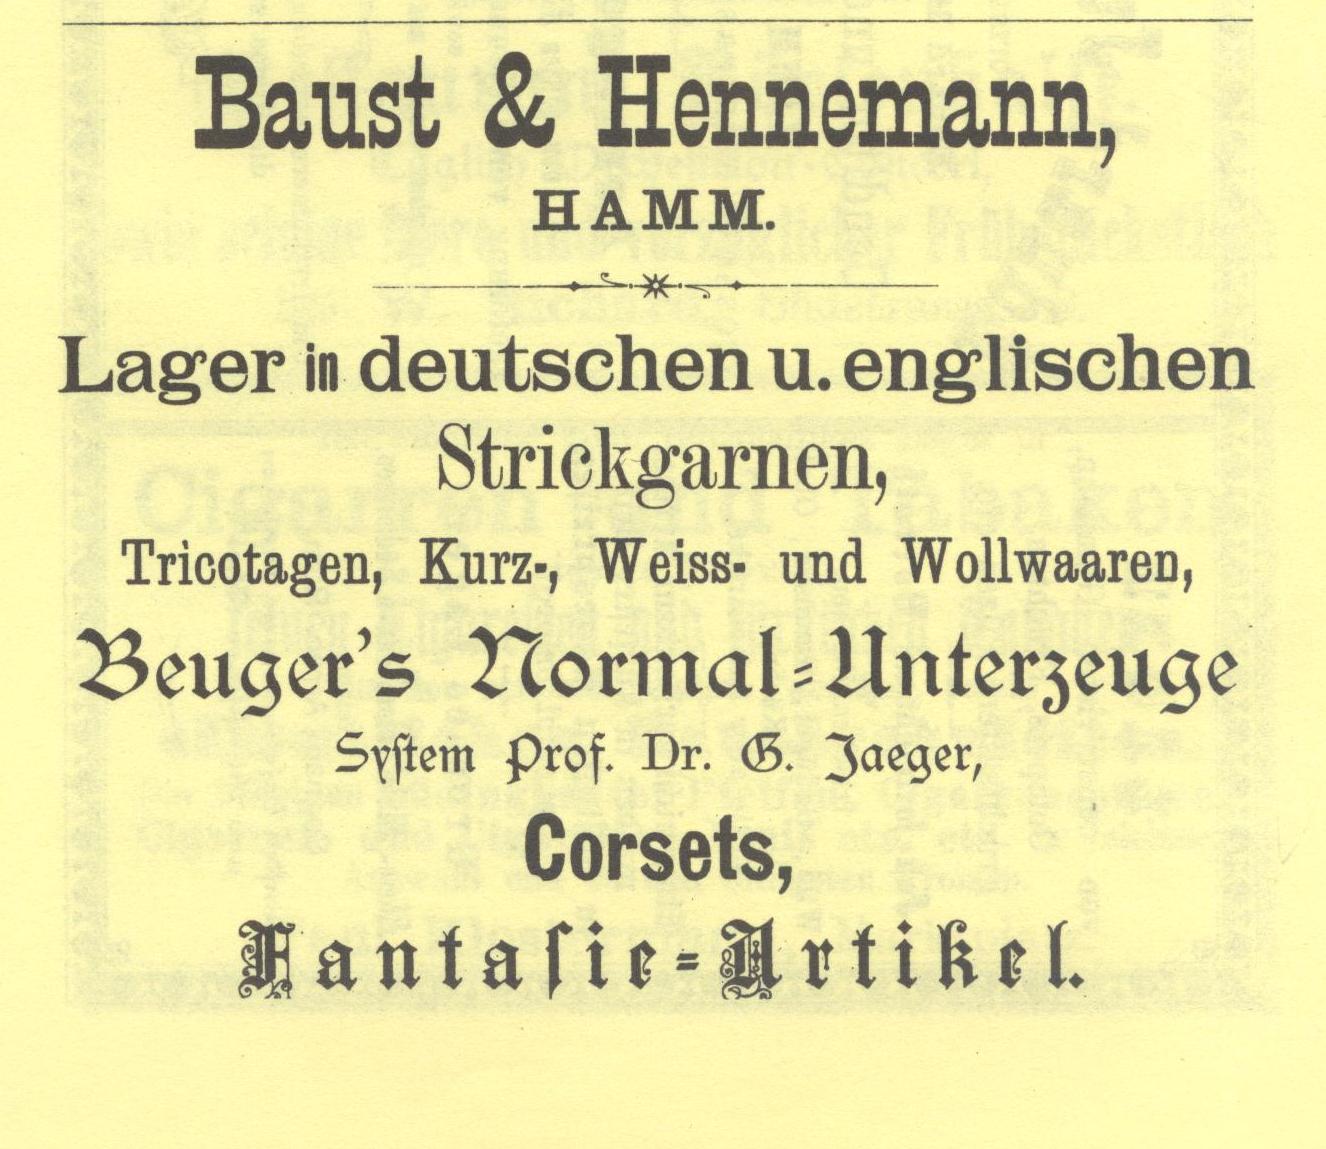 Baust & Hennemann,
HAMM.
Lager in deutschen u. englischen
Strickgarnen,
Tricotagen, Kurz-, Weiss- und Wollwaaren,
Beuger's Normal-Unterzeuge
Syſtem Prof. Dr. G. Jaeger,
Corsets,
Fantaſie-Artikel.